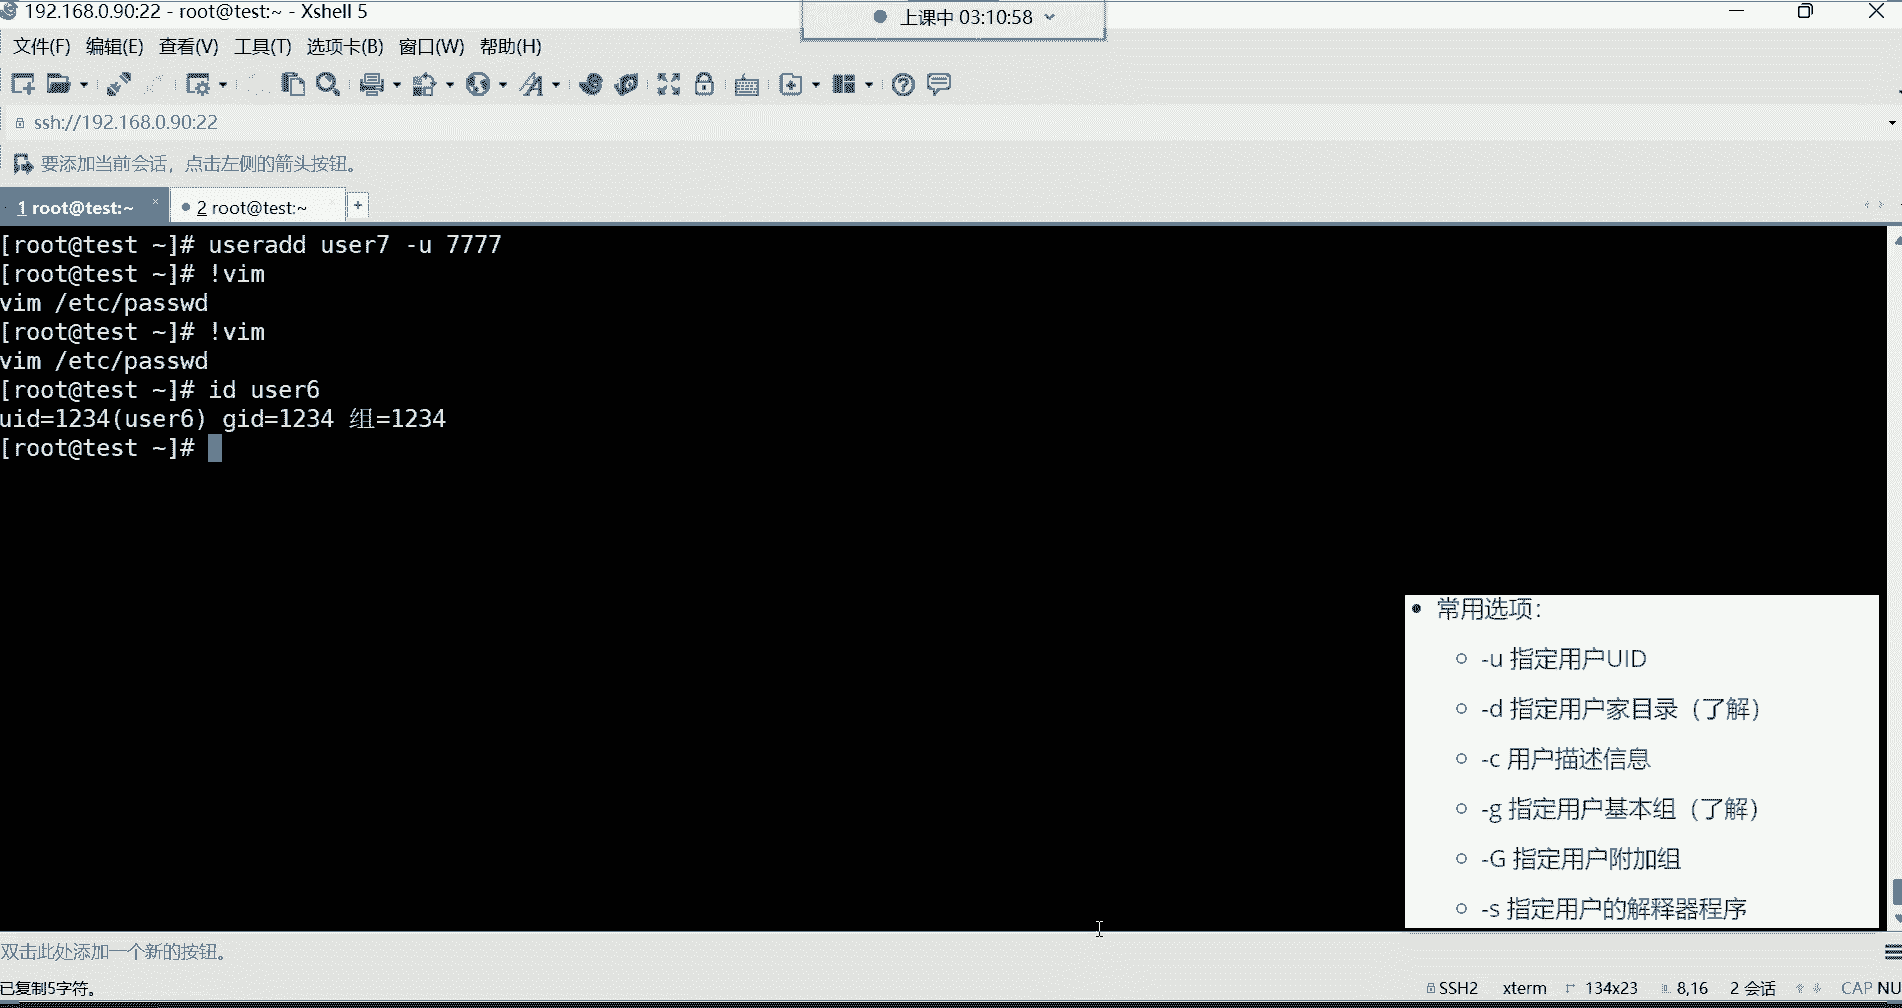 192.168.0.90:22 - root@test:~ - Xshell 5
上课中 03:10:58
文件(F) 编辑(E) 查看(V) 工具(T) 选项卡(B) 窗口(W) 帮助(H)
ssh://192.168.0.90:22
要添加当前会话，点击左侧的箭头按钮。
1 root@test:~ × 2 root@test:~ +
[root@test ~]# useradd user7 -u 7777
[root@test ~]# !vim
vim /etc/passwd
[root@test ~]# !vim
vim /etc/passwd
[root@test ~]# id user6
uid=1234(user6) gid=1234 组=1234
[root@test ~]#
• 常用选项：
○ -u 指定用户UID
○ -d 指定用户家目录（了解）
○ -c 用户描述信息
○ -g 指定用户基本组（了解）
○ -G 指定用户附加组
○ -s 指定用户的解释器程序
双击此处添加一个新的按钮。
已复制5字符。
SSH2 xterm 134x23 8,16 2 会话 CAP NU